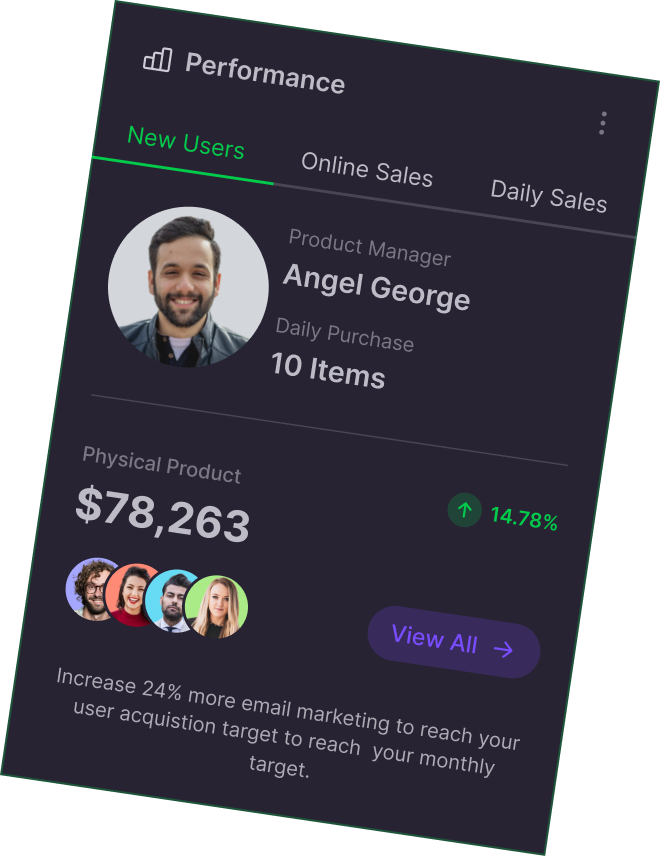 Performance
New Users
Online Sales
Daily Sales
Product Manager
Angel George
Daily Purchase
10 Items
Physical Product
$78,263
14.78%
View All
Increase 24% more email marketing to reach your
user acquistion target to reach  your monthly
target.